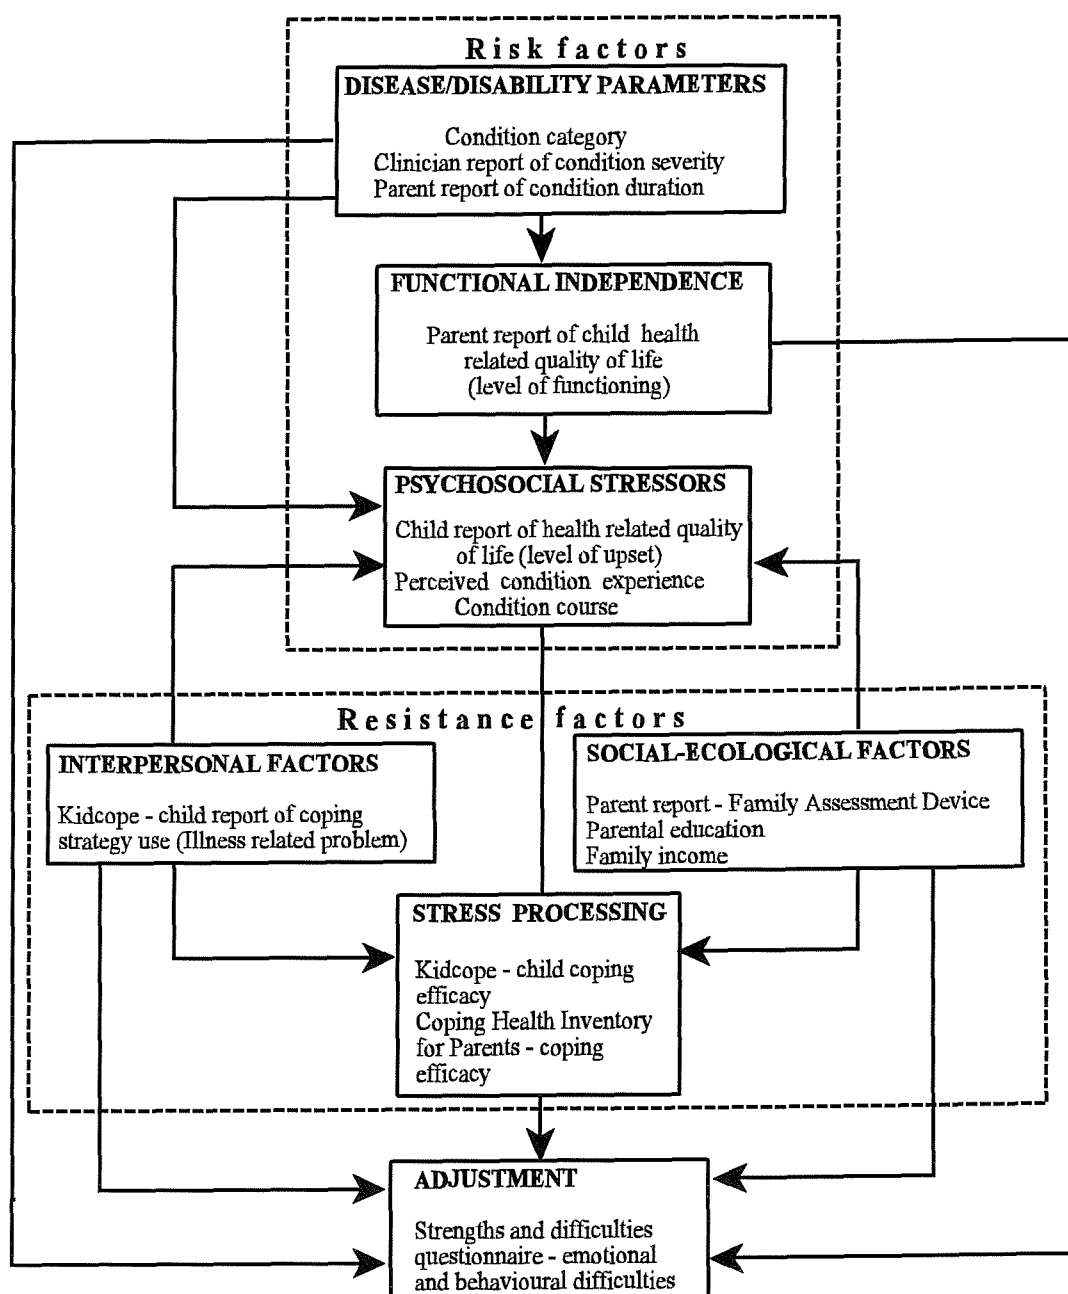 Risk factors
DISEASE/DISABILITY PARAMETERS
Condition category
Clinician report of condition severity
Parent report of condition duration
FUNCTIONAL INDEPENDENCE
Parent report of child health
related quality of life
(level of functioning)
PSYCHOSOCIAL STRESSORS
Child report of health related quality
of life (level of upset)
Perceived condition experience
Condition course
Resistance factors
INTERPERSONAL FACTORS
Kidcope - child report of coping
strategy use (Illness related problem)
SOCIAL-ECOLOGICAL FACTORS
Parent report - Family Assessment Device
Parental education
Family income
STRESS PROCESSING
Kidcope - child coping
efficacy
Coping Health Inventory
for Parents - coping
efficacy
ADJUSTMENT
Strengths and difficulties
questionnaire - emotional
and behavioural difficulties